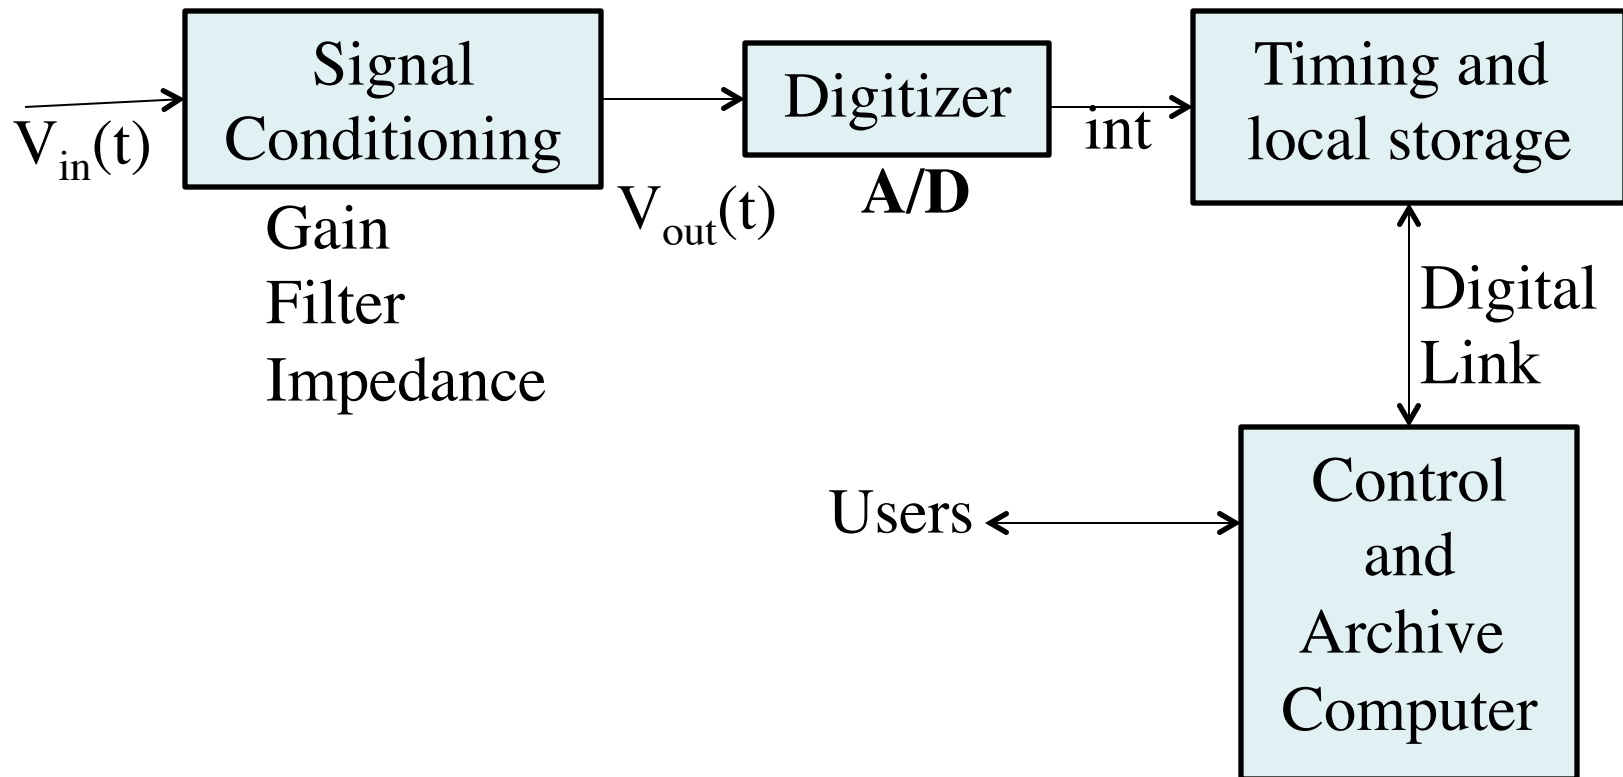 Signal
Conditioning
V_in(t)
Gain
Filter
Impedance
V_out(t)
Digitizer
A/D
int
Timing and
local storage
Digital
Link
Control
and
Archive
Computer
Users